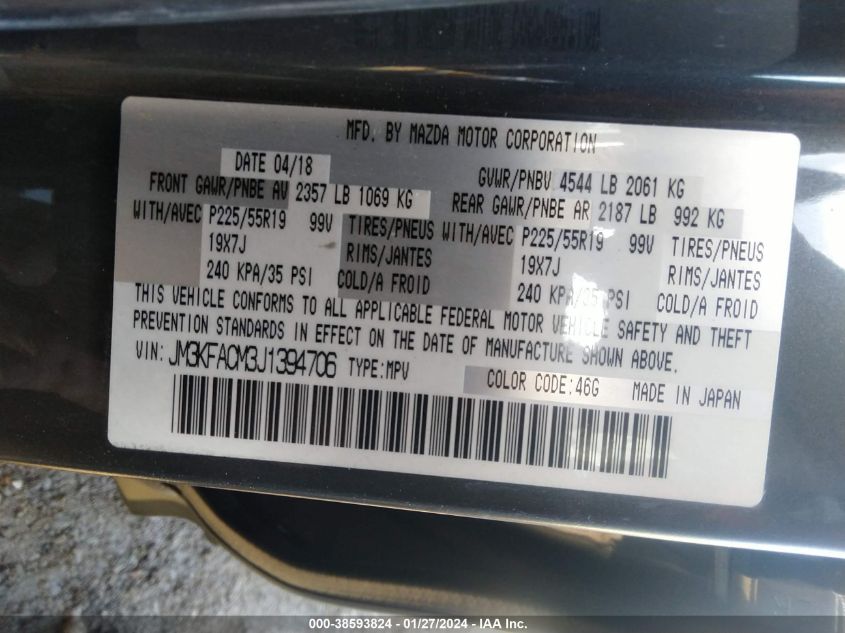 MFD. BY MAZDA MOTOR CORPORATION
DATE 04/18 GVWR/PNBV 4544 LB 2061 KG
FRONT GAWR/PNBE AV 2357 LB 1069 KG REAR GAWR/PNBE AR 2187 LB 992 KG
WITH/AVEC P225/55R19 99V TIRES/PNEUS WITH/AVEC P225/55R19 99V TIRES/PNEUS
19X7J RIMS/JANTES 19X7J RIMS/JANTES
240 KPA/35 PSI COLD/A FROID 240 KPA/35 PSI COLD/A FROID
THIS VEHICLE CONFORMS TO ALL APPLICABLE FEDERAL MOTOR VEHICLE SAFETY AND THEFT
PREVENTION STANDARDS IN EFFECT ON THE DATE OF MANUFACTURE SHOWN ABOVE.
VIN: JM3KFACM3J1394706 TYPE:MPV COLOR CODE:46G MADE IN JAPAN
000-38593824 - 01/27/2024 - IAAI.com